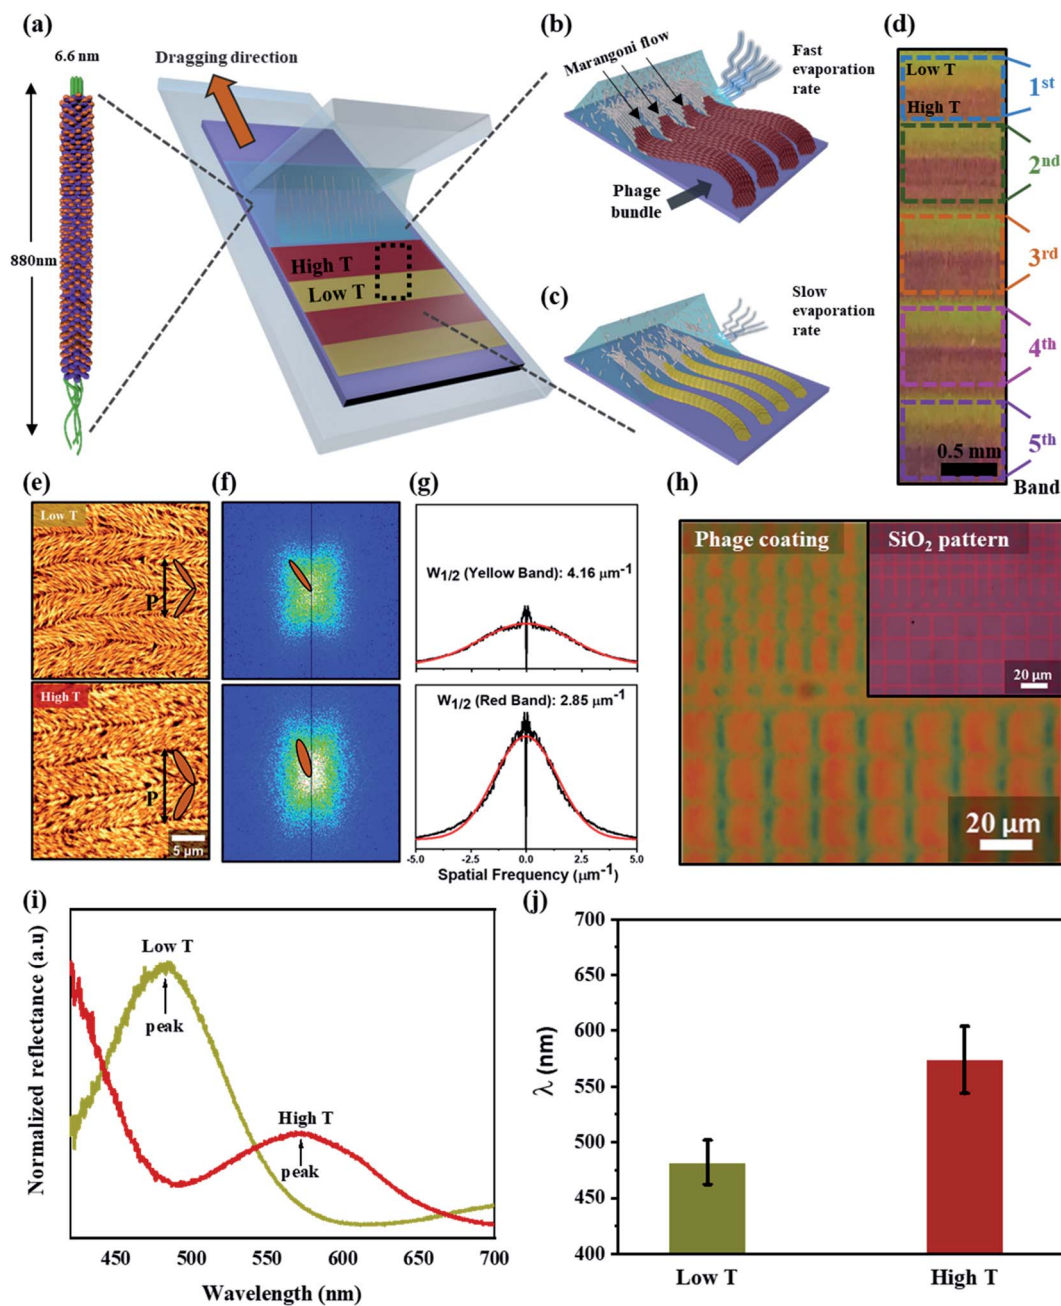 (a)
6.6 nm
880nm
Dragging direction
High T
Low T
(b)
Marangoni flow
Fast
evaporation
rate
Phage
bundle
(c)
Slow
evaporation
rate
(d)
Low T
High T
1st
2nd
3rd
4th
5th
0.5 mm
Band
(e)
Low T
P
High T
P
5 μm
(f)
(g)
W1/2 (Yellow Band): 4.16 μm-1
W1/2 (Red Band): 2.85 μm-1
-5.0 -2.5 0.0 2.5 5.0
Spatial Frequency (μm-1)
(h)
Phage coating
SiO2 pattern
20 μm
20 μm
(i)
Normalized reflectance (a.u)
Low T
peak
High T
peak
450 500 550 600 650 700
Wavelength (nm)
(j)
λ (nm)
700
650
600
550
500
450
400
Low T High T